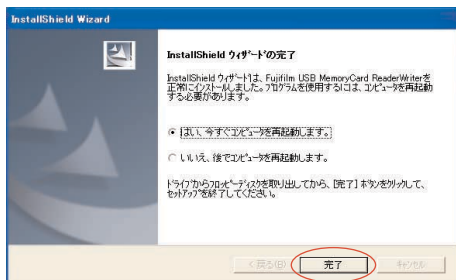 InstallShield Wizard
InstallShield ウィザードの完了
InstallShield ウィザードは、Fujifilm USB MemoryCard ReaderWriterを
正常にインストールしました。プログラムを使用するには、コンピュータを再起動
する必要があります。
はい、今すぐコンピュータを再起動します。
いいえ、後でコンピュータを再起動します。
ドライブからフロッピーディスクを取り出してから、[完了] ボタンをクリックして、
セットアップを終了してください。
< 戻る(B)
完了
キャンセル